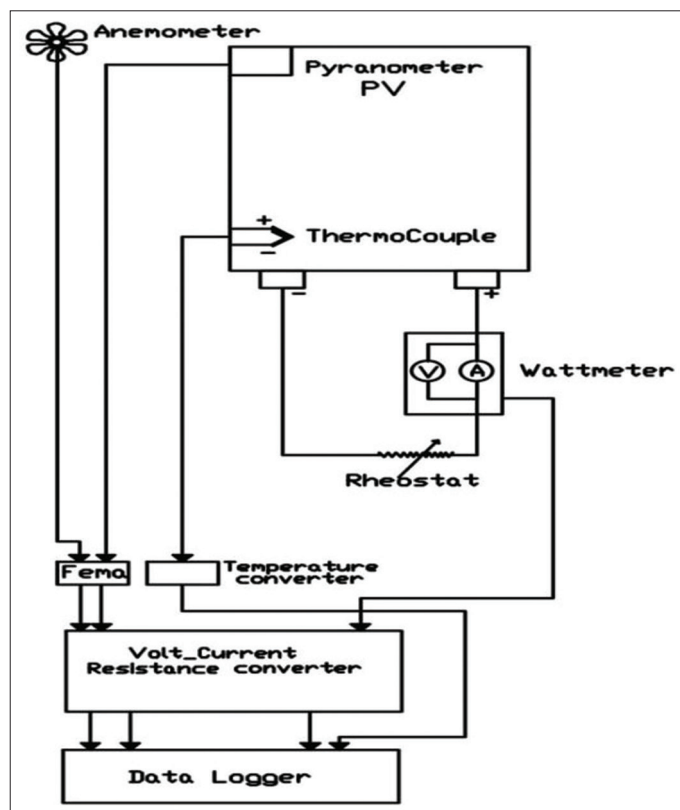 Anemometer
Pyranometer
PV
+
ThermoCouple
-
-
+
V
A
Wattmeter
Rheostat
Fema
Temperature
converter
Volt_Current
Resistance converter
Data Logger